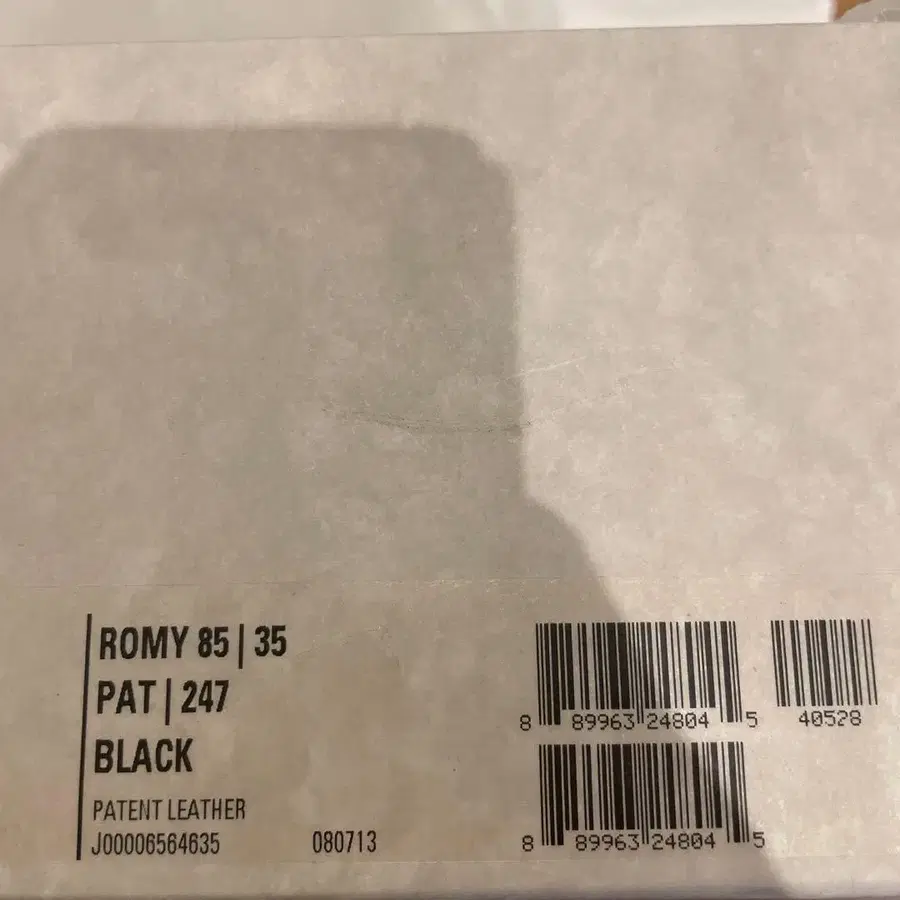 ROMY 85 | 35
PAT | 247
BLACK
PATENT LEATHER
J00006564635 080713
8 89963 24804 5 40528
8 89963 24804 5